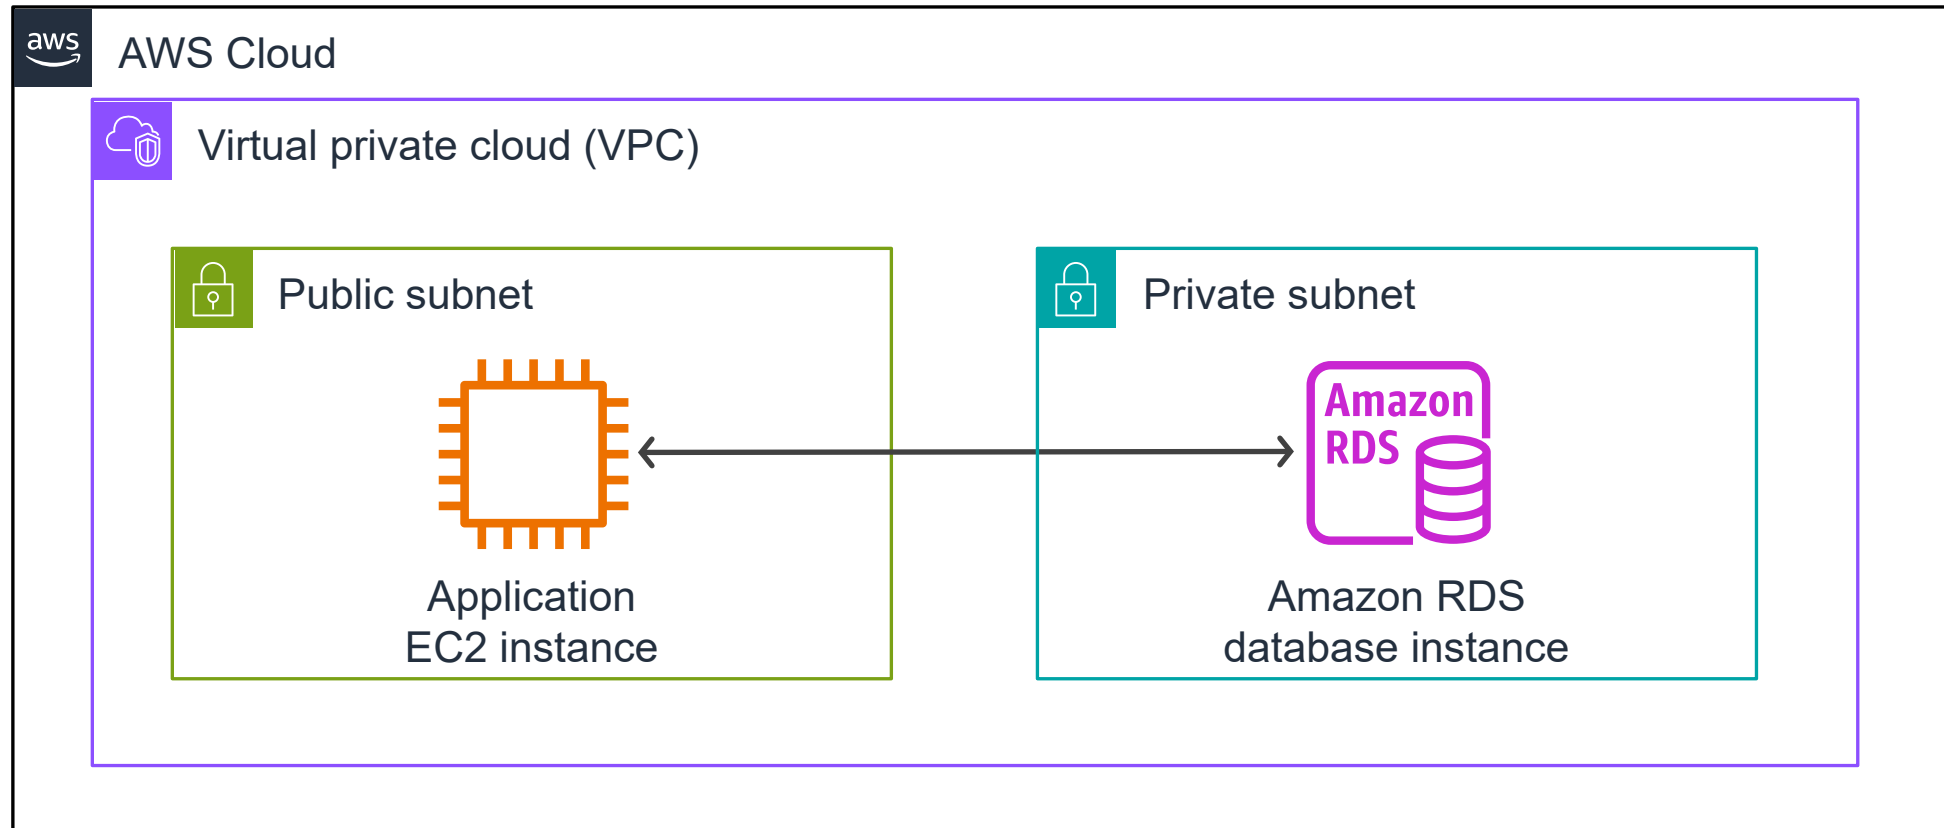 aws
AWS Cloud
Virtual private cloud (VPC)
Public subnet
Application
EC2 instance
Private subnet
Amazon
RDS
Amazon RDS
database instance